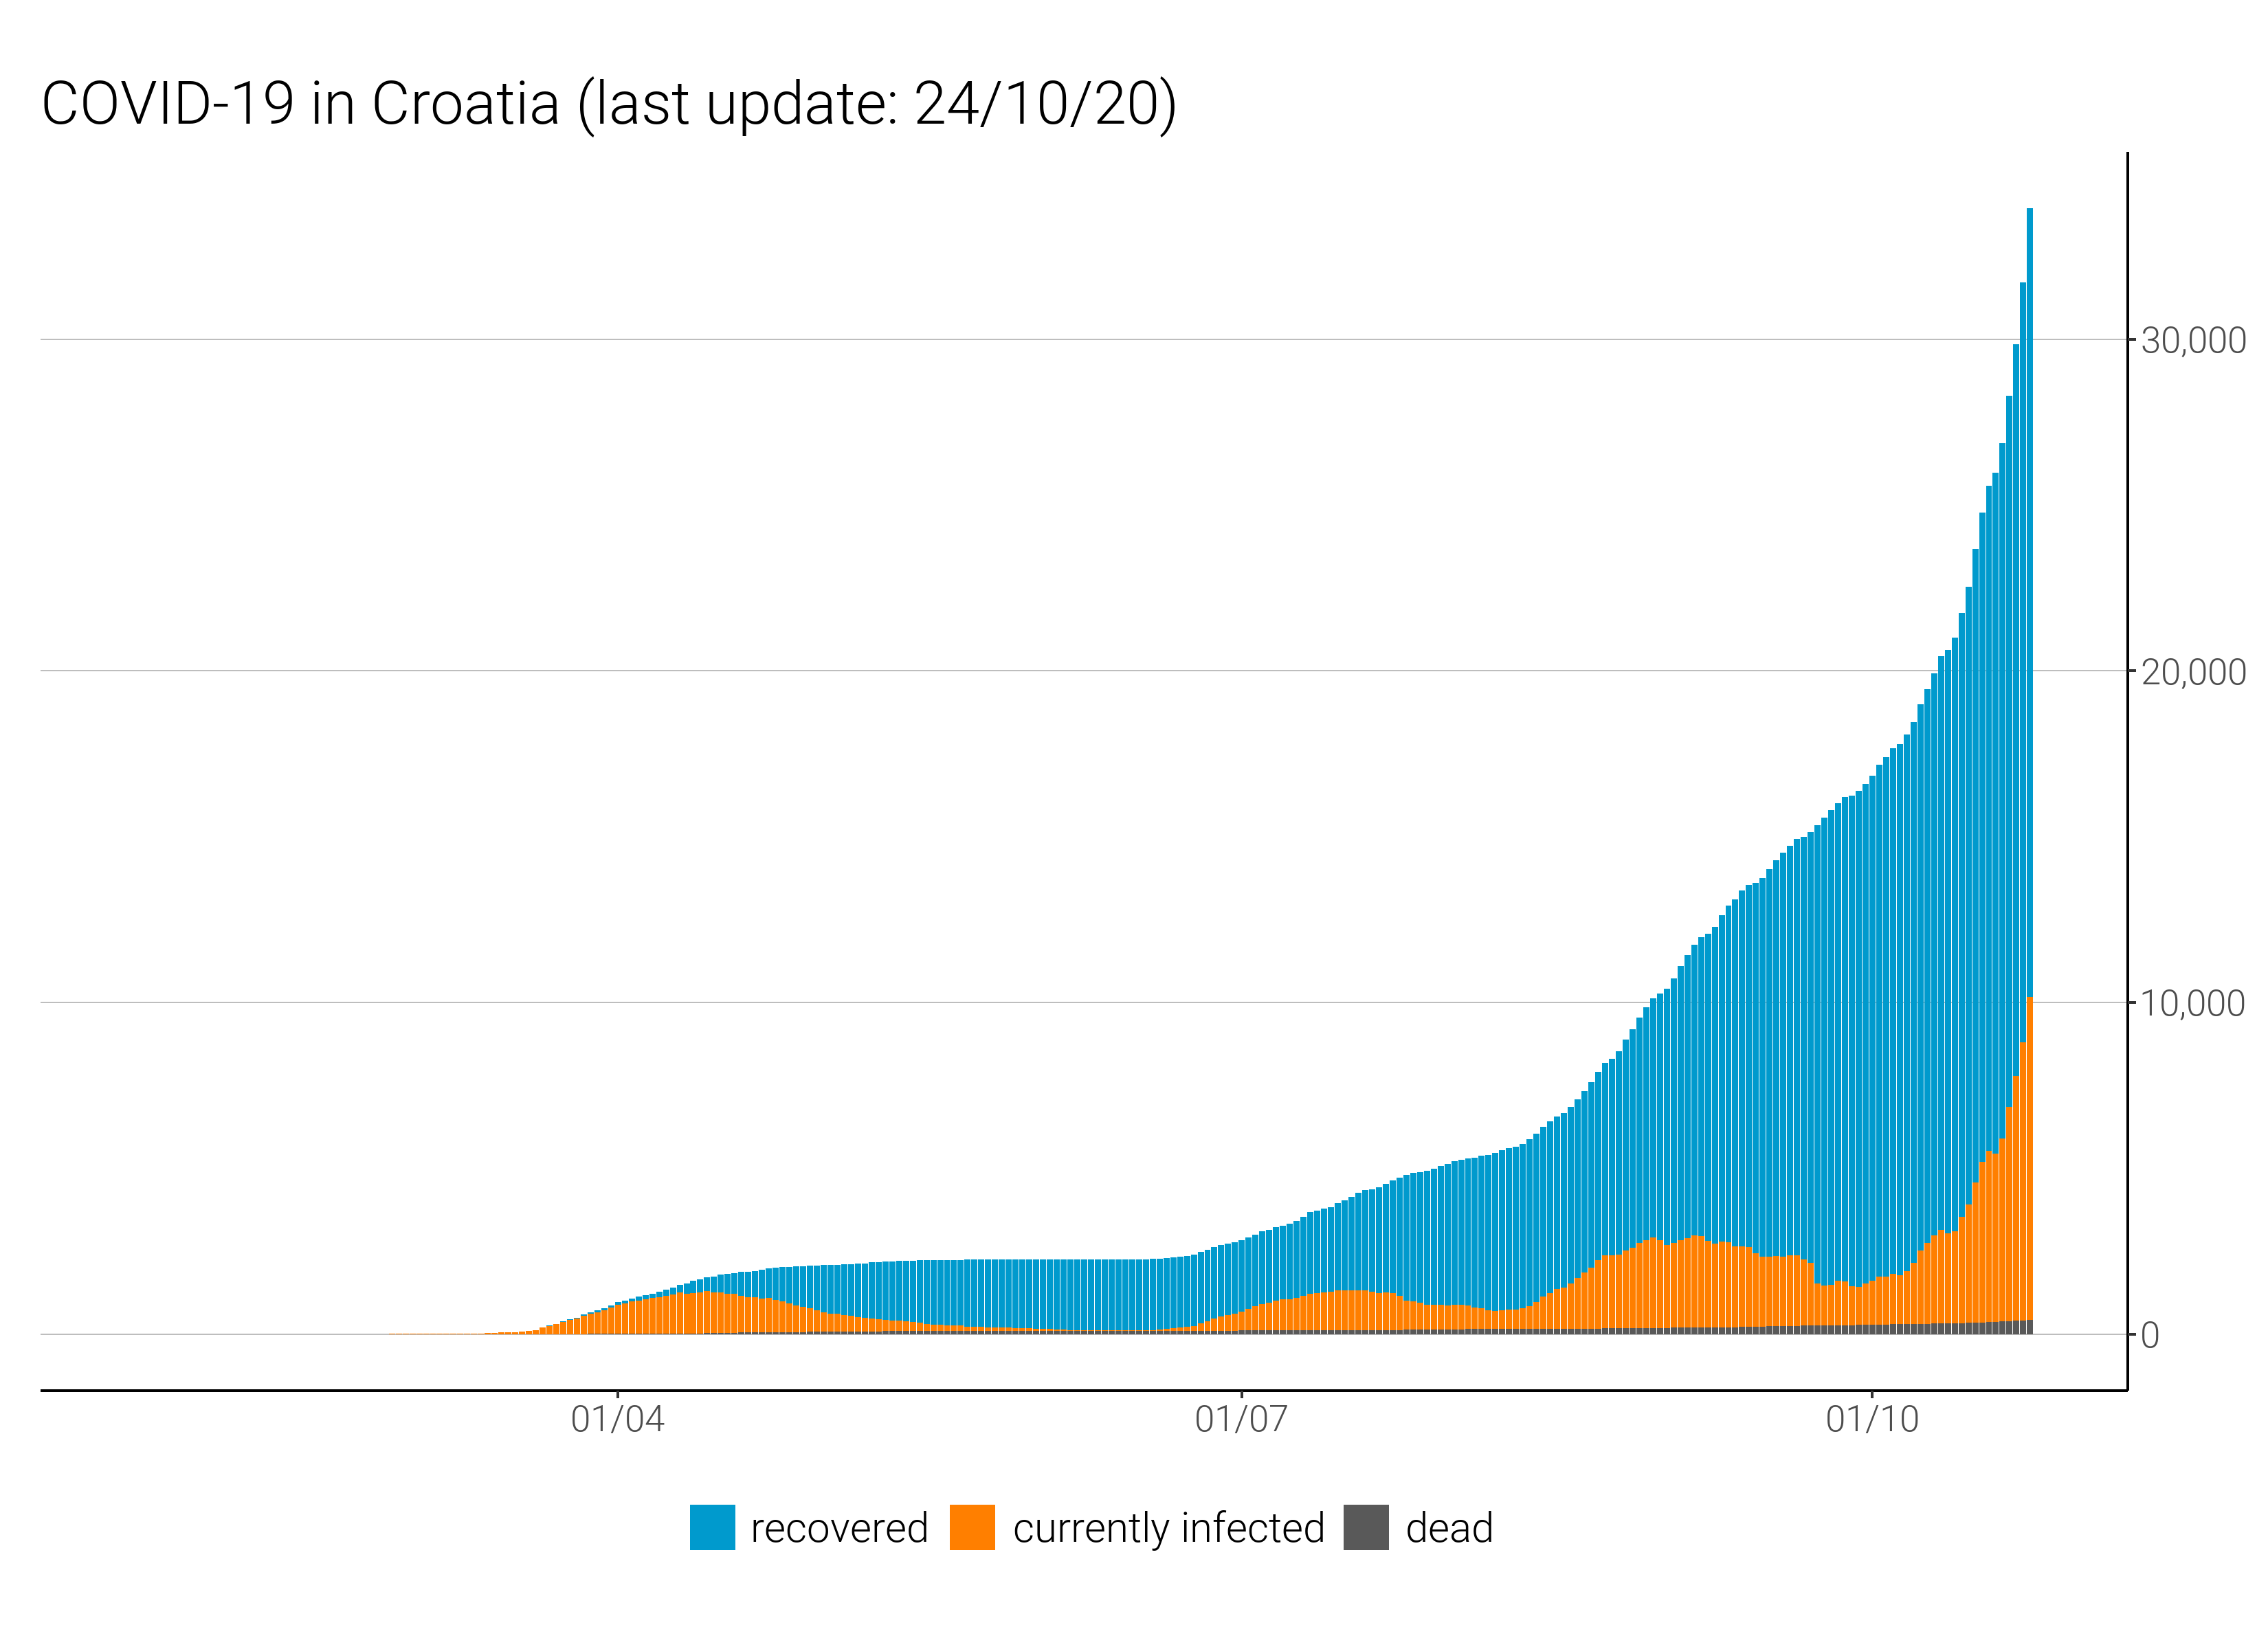 COVID-19 in Croatia (last update: 24/10/20)
30,000
20,000
10,000
0
01/04 01/07 01/10
recovered currently infected dead